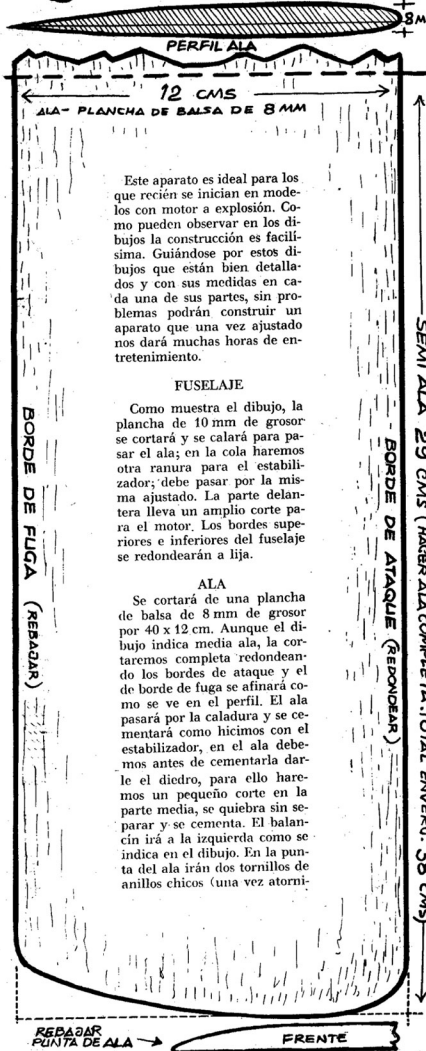 8 M
PERFIL ALA
12 CMS
ALA- PLANCHA DE BALSA DE 8 MM
Este aparato es ideal para los
que recién se inician en mode-
los con motor a explosión. Co-
mo pueden observar en los di-
bujos la construcción es facilí-
sima. Guiándose por estos di-
bujos que están bien detalla-
dos y con sus medidas en ca-
da una de sus partes, sin pro-
blemas podrán construir un
aparato que una vez ajustado
nos dará muchas horas de en-
tretenimiento.
FUSELAJE
Como muestra el dibujo, la
plancha de 10 mm de grosor
se cortará y se calará para pa-
sar el ala; en la cola haremos
otra ranura para el estabili-
zador; debe pasar por la mis-
ma ajustado. La parte delan-
tera lleva un amplio corte pa-
ra el motor. Los bordes supe-
riores e inferiores del fuselaje
se redondearán a lija.
ALA
Se cortará de una plancha
de balsa de 8 mm de grosor
por 40 x 12 cm. Aunque el di-
bujo indica media ala, la cor-
taremos completa redondean-
do los bordes de ataque y el
de borde de fuga se afinará co-
mo se ve en el perfil. El ala
pasará por la caladura y se ce-
mentará como hicimos con el
estabilizador, en el ala debe-
mos antes de cementarla dar-
le el diedro, para ello hare-
mos un pequeño corte en la
parte media, se quiebra sin se-
parar y se cementa. El balan-
cín irá a la izquierda como se
indica en el dibujo. En la pun-
ta del ala irán dos tornillos de
anillos chicos (una vez atorni-
BORDE DE FUGA (REBAJAR)
BORDE DE ATAQUE (REDONDEAR)
SEMI ALA 29 CMS (HACER ALA COMPLETA. TOTAL ENVERG. 58 CMS)
REBAJAR
PUNTA DE ALA
FRENTE